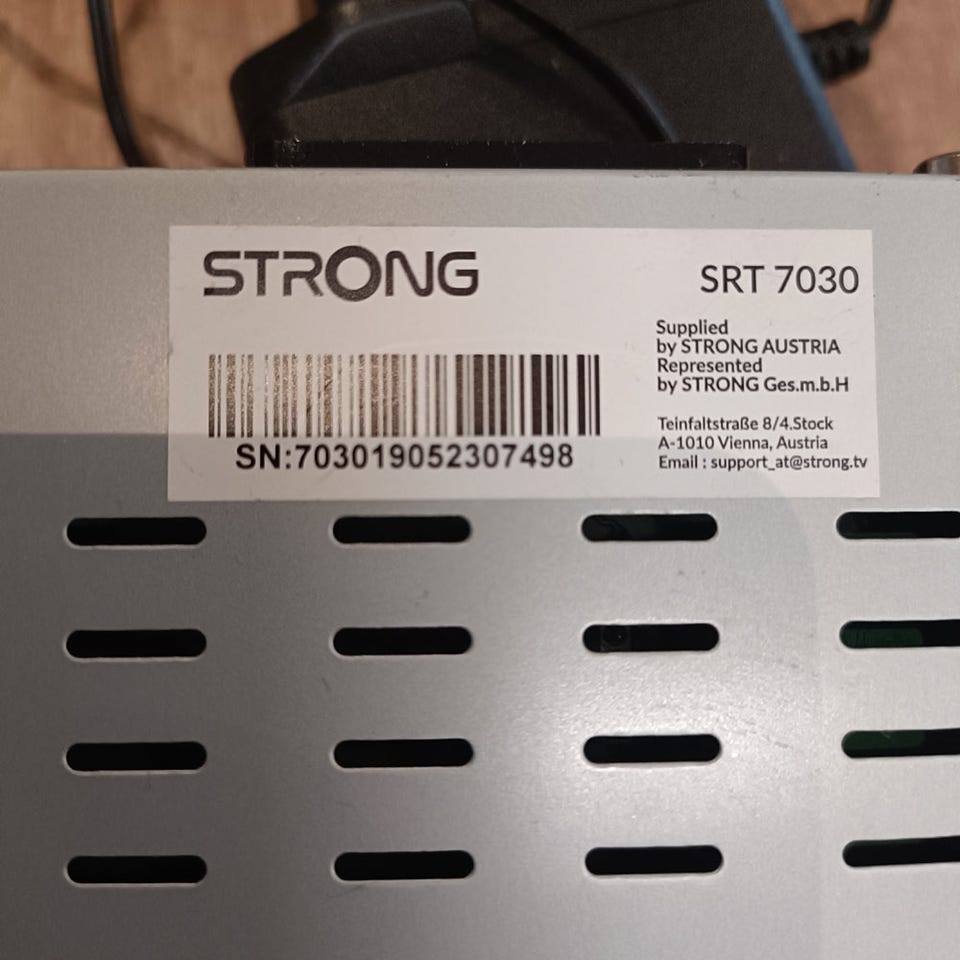 STRONG
SRT 7030
Supplied
by STRONG AUSTRIA
Represented
by STRONG Ges.m.b.H
SN:703019052307498
Teinfaltstraße 8/4.Stock
A-1010 Vienna, Austria
Email : support_at@strong.tv